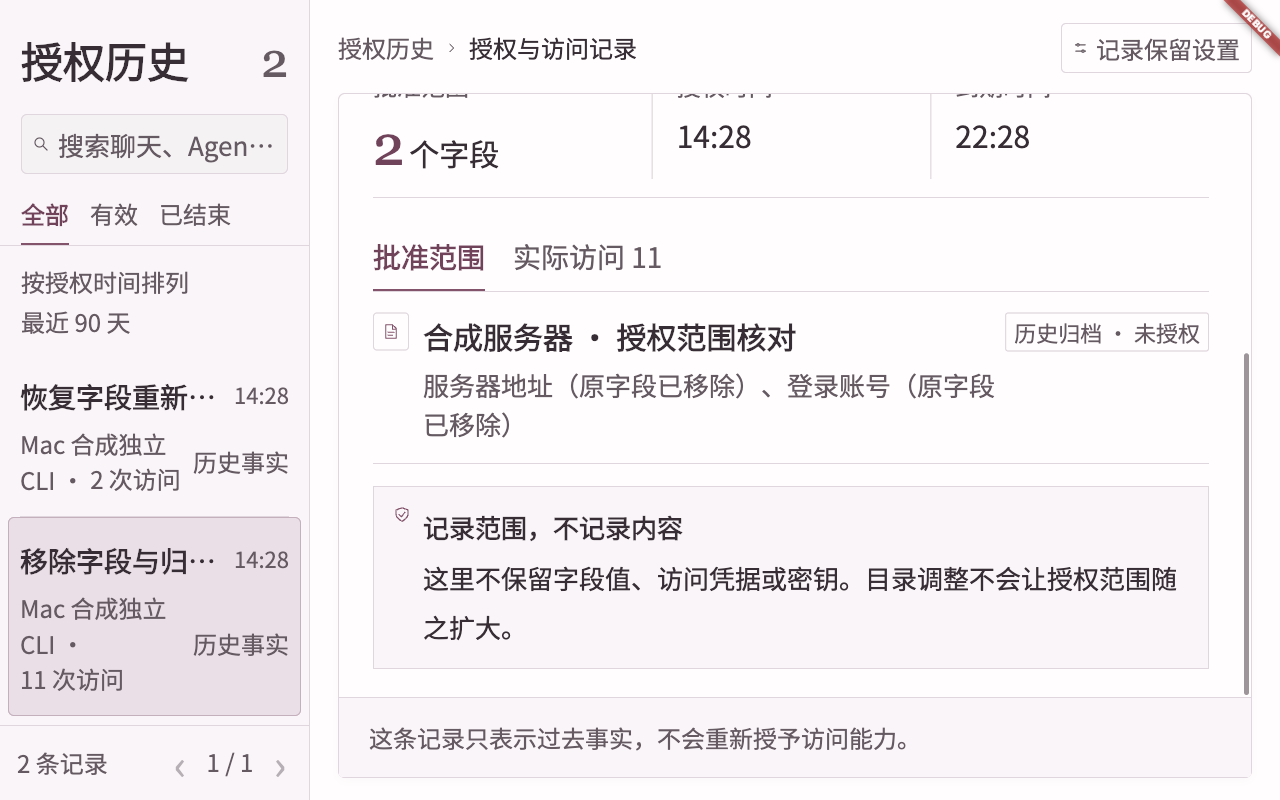 授权历史
2
搜索聊天、Agen…
全部
有效
已结束
按授权时间排列
最近 90 天
恢复字段重新…
14:28
Mac 合成独立
CLI · 2 次访问
历史事实
移除字段与归…
14:28
Mac 合成独立
CLI ·
11 次访问
历史事实
2 条记录
1 / 1
授权历史 › 授权与访问记录
记录保留设置
DEBUG
2 个字段
14:28
22:28
批准范围
实际访问 11
合成服务器 · 授权范围核对
历史归档 · 未授权
服务器地址（原字段已移除）、登录账号（原字段
已移除）
记录范围，不记录内容
这里不保留字段值、访问凭据或密钥。目录调整不会让授权范围随
之扩大。
这条记录只表示过去事实，不会重新授予访问能力。